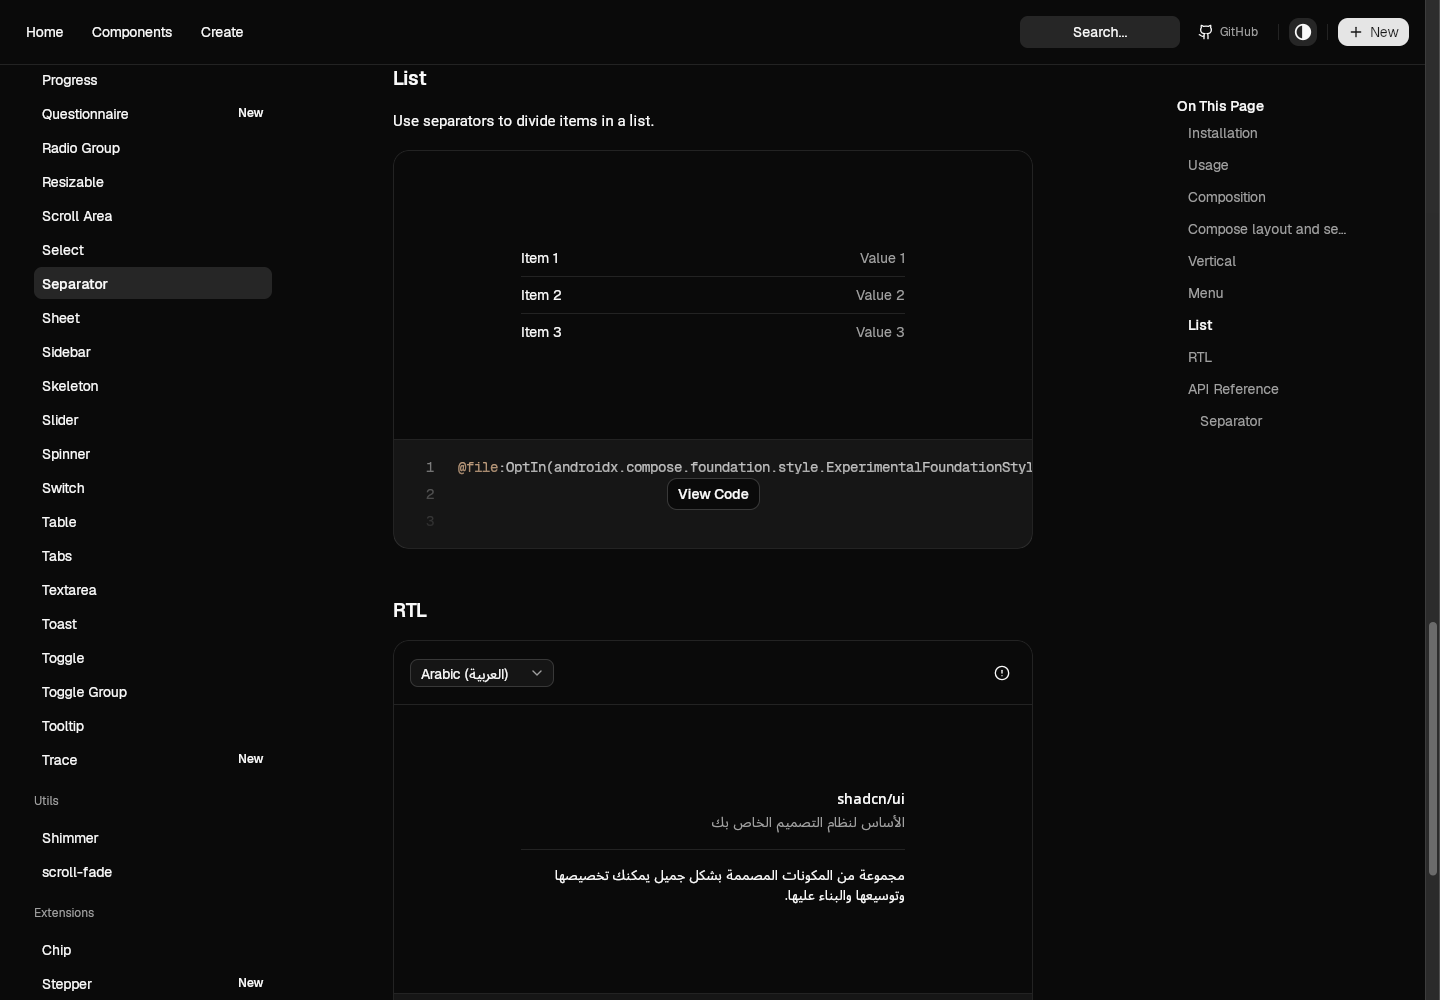 Home
Components
Create
Search...
GitHub
New
Progress
Questionnaire New
Radio Group
Resizable
Scroll Area
Select
Separator
Sheet
Sidebar
Skeleton
Slider
Spinner
Switch
Table
Tabs
Textarea
Toast
Toggle
Toggle Group
Tooltip
Trace New
Utils
Shimmer
scroll-fade
Extensions
Chip
Stepper New
List
Use separators to divide items in a list.
Item 1 Value 1
Item 2 Value 2
Item 3 Value 3
1 @file:OptIn(androidx.compose.foundation.style.ExperimentalFoundationStyl
2
View Code
3
RTL
Arabic (العربية)
shadcn/ui
الأساس لنظام التصميم الخاص بك
مجموعة من المكونات المصممة بشكل جميل يمكنك تخصيصها
وتوسيعها والبناء عليها.
On This Page
Installation
Usage
Composition
Compose layout and se...
Vertical
Menu
List
RTL
API Reference
Separator